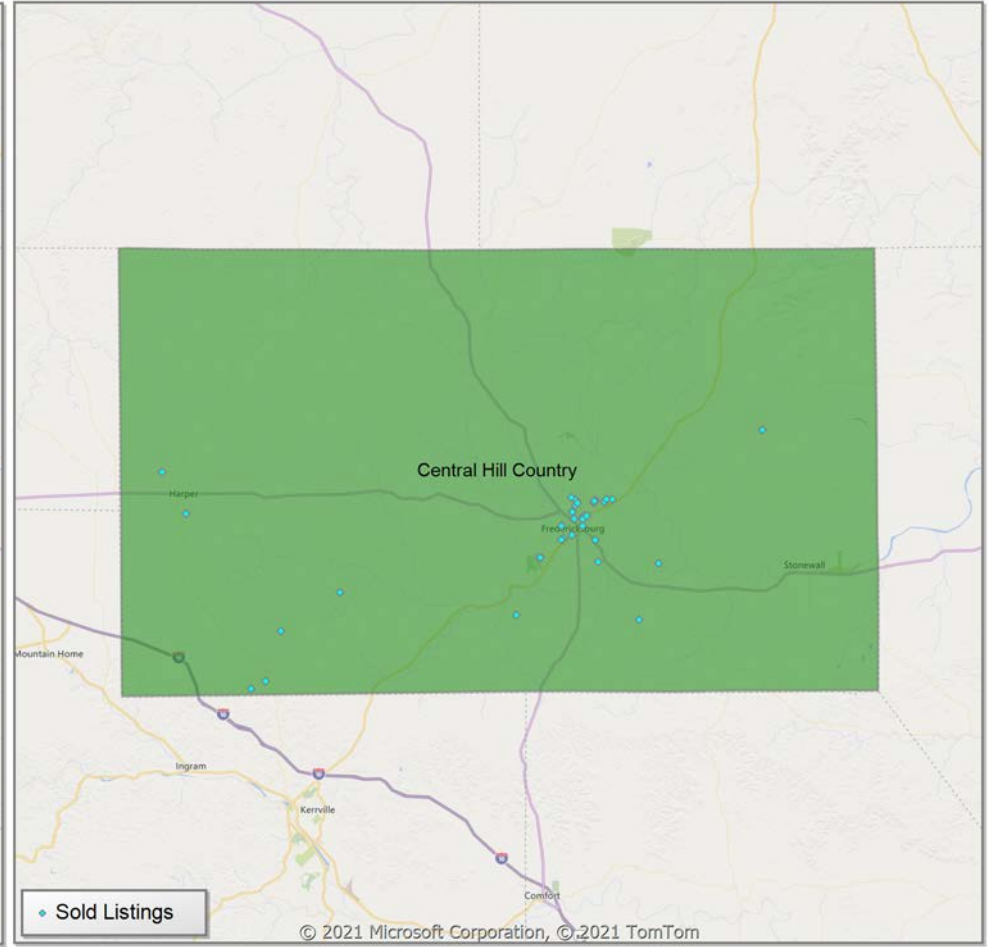 Central Hill Country
Harper
Fredericksburg
Stonewall
Mountain Home
Ingram
Kerrville
Comfort
Sold Listings
© 2021 Microsoft Corporation, © 2021 TomTom